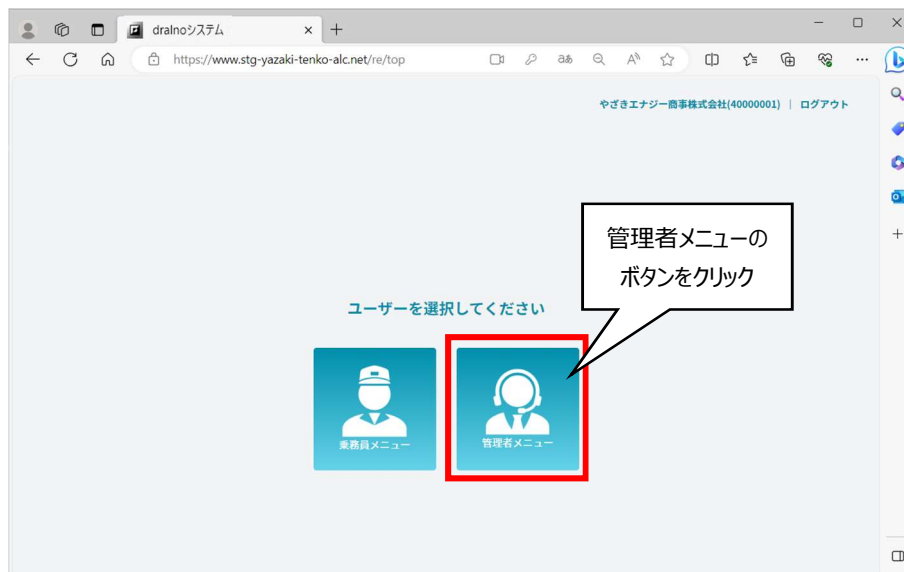 dralnoシステム
https://www.stg-yazaki-tenko-alc.net/re/top
やざきエナジー商事株式会社(40000001) | ログアウト
管理者メニューの
ボタンをクリック
ユーザーを選択してください
乗務員メニュー
管理者メニュー